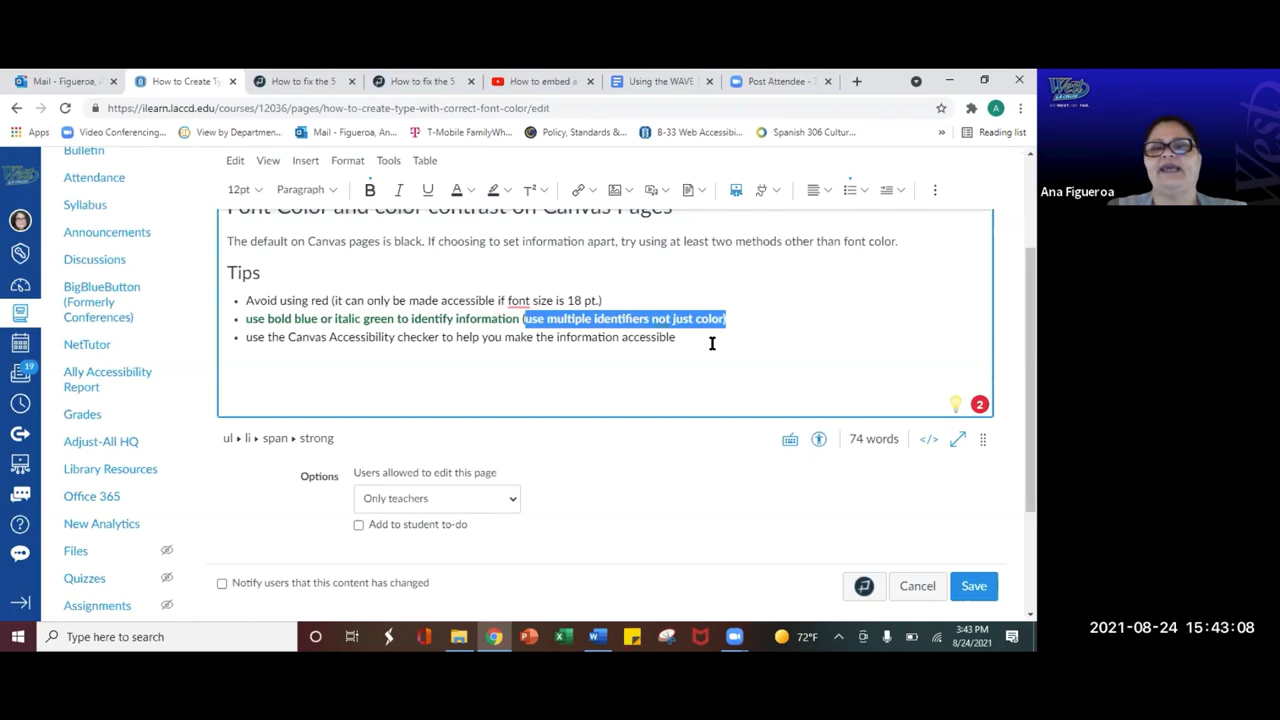 Mail - Figueroa,
How to Create Ty
How to fix the 5
How to fix the 5
How to embed a
Using the WAVE
Post Attendee -
https://ilearn.laccd.edu/courses/12036/pages/how-to-create-type-with-correct-font-color/edit
A
Apps
Video Conferencing...
View by Departmen...
Mail - Figueroa, An...
T-Mobile FamilyWh...
Policy, Standards &...
B-33 Web Accessibi...
Spanish 306 Cultur...
»
Reading list
West
Ana Figueroa
Bulletin
Attendance
Syllabus
Announcements
Discussions
BigBlueButton
(Formerly
Conferences)
NetTutor
Ally Accessibility
Report
Grades
Adjust-All HQ
Library Resources
Office 365
New Analytics
Files
Quizzes
Assignments
19
Edit View Insert Format Tools Table
12pt Paragraph B I U A T²
Font Color and color contrast on Canvas Pages
The default on Canvas pages is black. If choosing to set information apart, try using at least two methods other than font color.
Tips
• Avoid using red (it can only be made accessible if font size is 18 pt.)
• use bold blue or italic green to identify information (use multiple identifiers not just color)
• use the Canvas Accessibility checker to help you make the information accessible
2
ul ▸ li ▸ span ▸ strong
74 words
</>
Options
Users allowed to edit this page
Only teachers
Add to student to-do
Notify users that this content has changed
Cancel
Save
Type here to search
72°F
3:43 PM
8/24/2021
2021-08-24 15:43:08